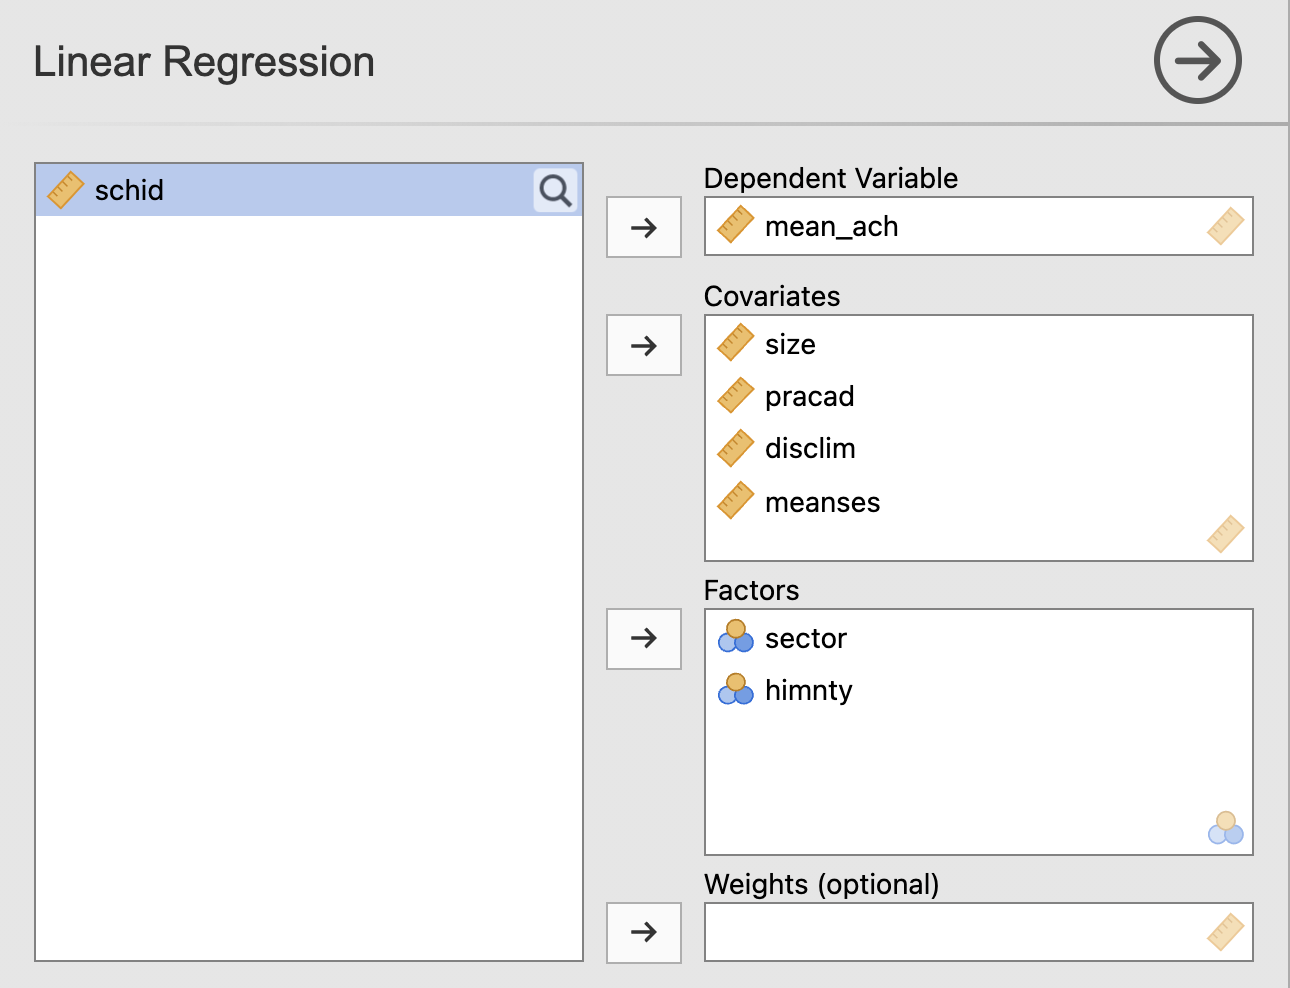 Linear Regression
schid
Dependent Variable
mean_ach
Covariates
size
pracad
disclim
meanses
Factors
sector
himnty
Weights (optional)